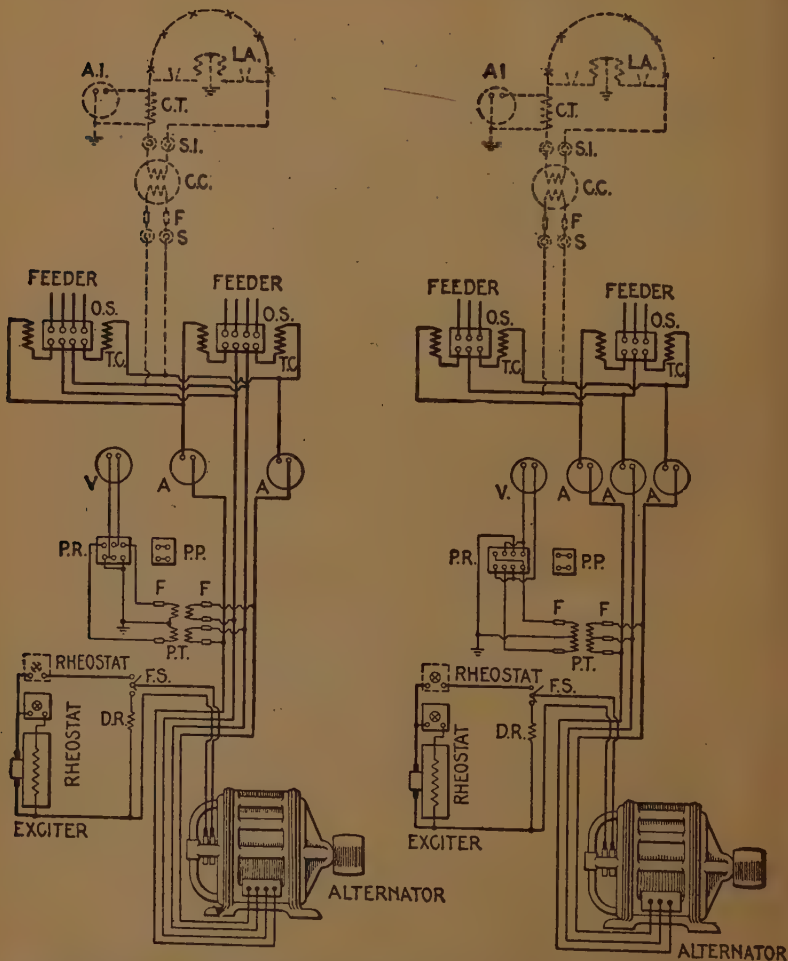 A.I.
L.A.
C.T.
S.I.
C.C.
F
S
FEEDER
FEEDER
O.S.
T.C.
V
A
A
P.R.
P.P.
F
F
P.T.
RHEOSTAT
F.S.
D.R.
RHEOSTAT
EXCITER
ALTERNATOR
A.I
L.A.
C.T.
S.I.
C.C.
F
S
FEEDER
FEEDER
O.S.
T.C.
V.
A
A
A
P.R.
P.P.
F
F
P.T.
RHEOSTAT
F.S.
D.R.
RHEOSTAT
EXCITER
ALTERNATOR